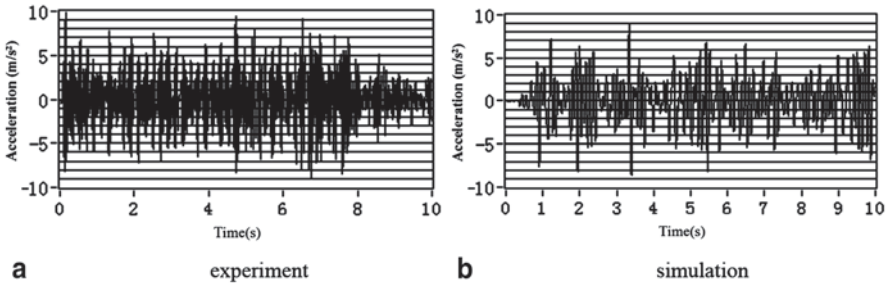 Acceleration (m/s²)
10
5
0
−5
−10
0 2 4 6 8 10
Time(s)
a experiment
Acceleration (m/s²)
10
5
0
−5
−10
0 1 2 3 4 5 6 7 8 9 10
Time(s)
b simulation